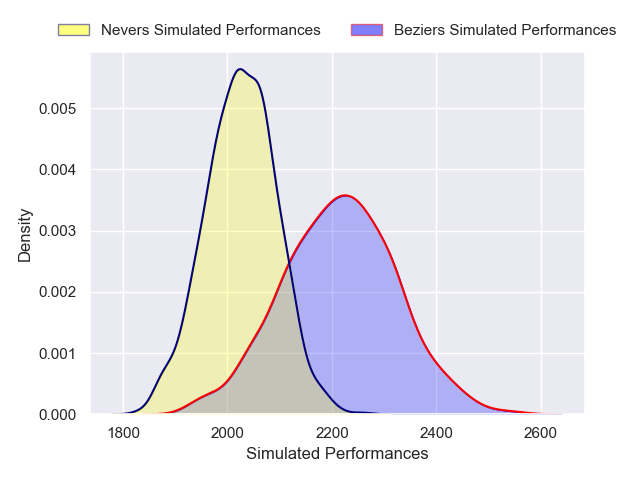 Nevers Simulated Performances Beziers Simulated Performances
0.005
0.004
0.003
0.002
0.001
0.000
Density
1800 2000 2200 2400 2600
Simulated Performances